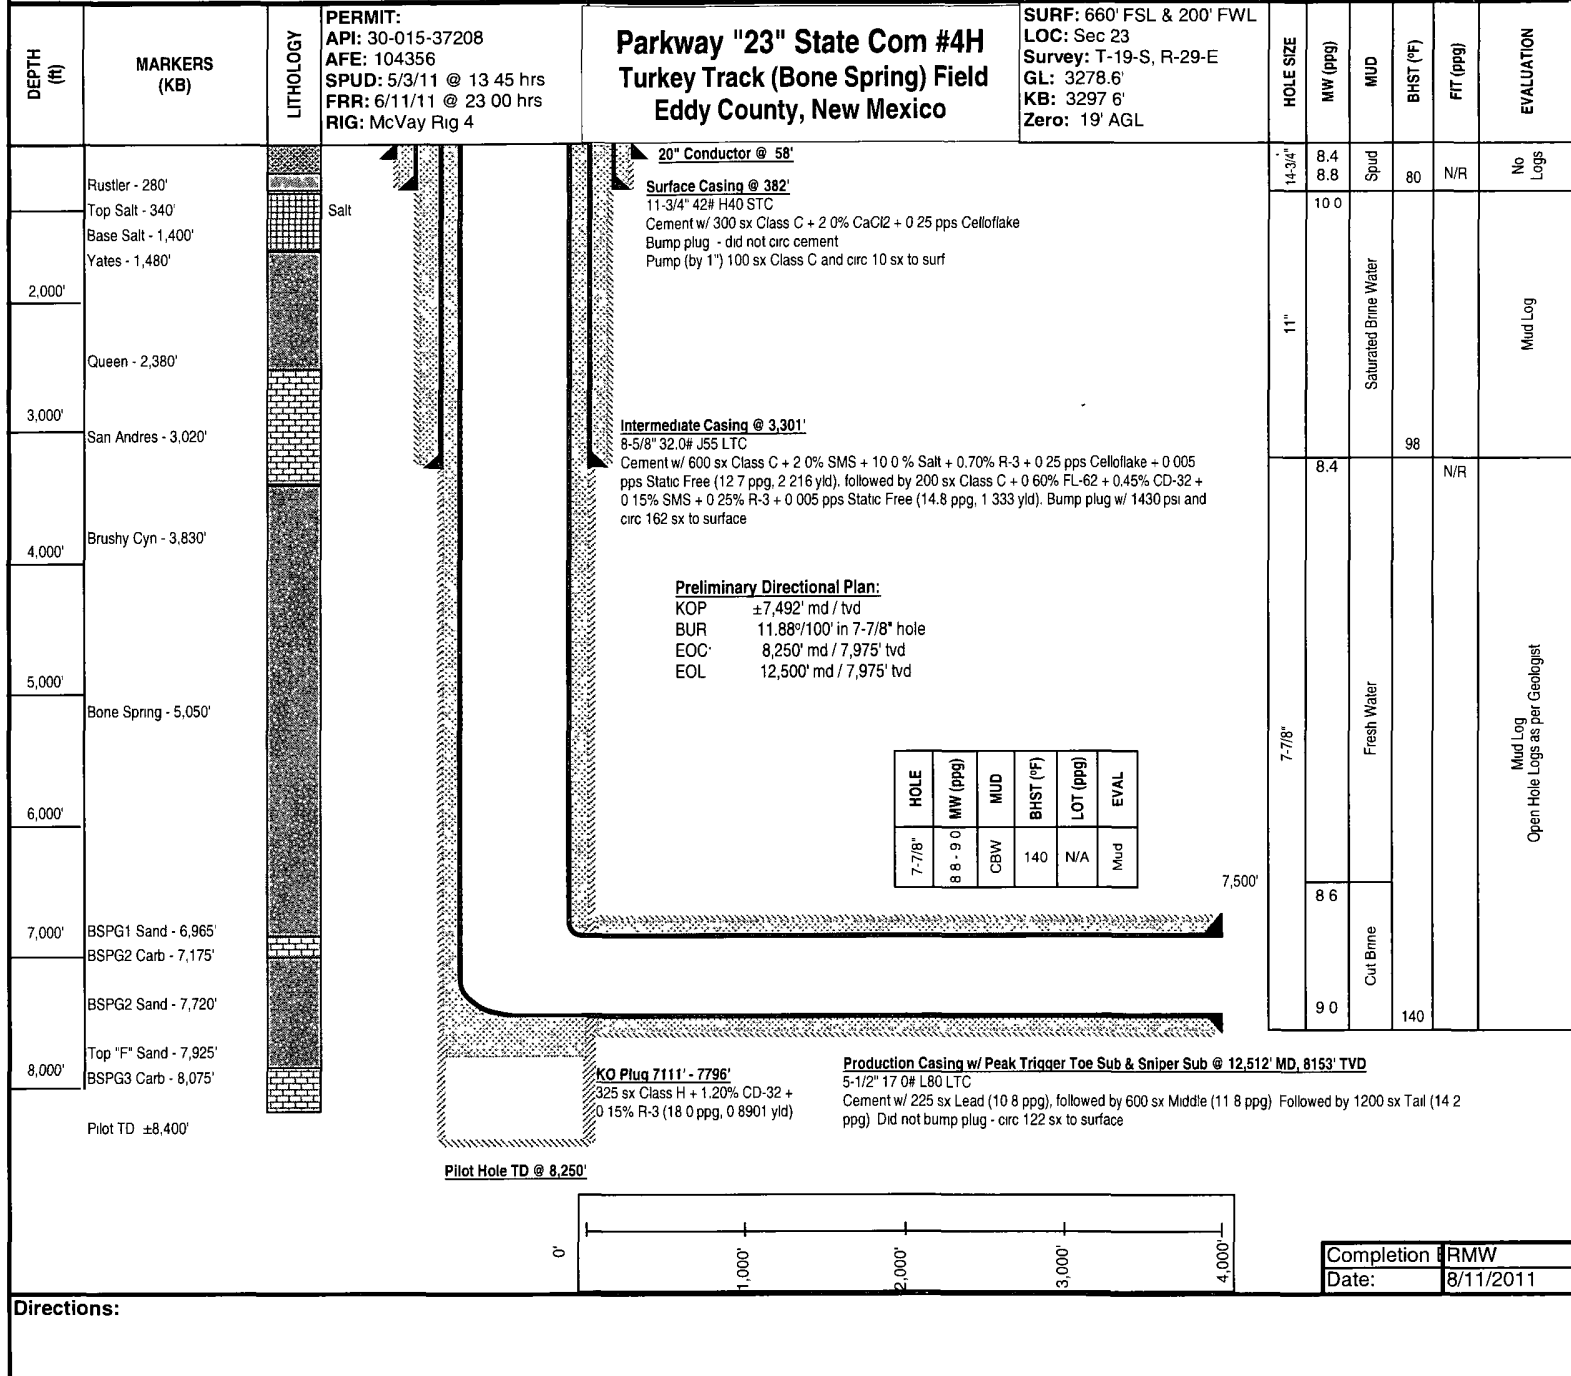 DEPTH (ft)
MARKERS
(KB)
LITHOLOGY
PERMIT:
API: 30-015-37208
AFE: 104356
SPUD: 5/3/11 @ 13 45 hrs
FRR: 6/11/11 @ 23 00 hrs
RIG: McVay Rig 4
Parkway "23" State Com #4H
Turkey Track (Bone Spring) Field
Eddy County, New Mexico
SURF: 660' FSL & 200' FWL
LOC: Sec 23
Survey: T-19-S, R-29-E
GL: 3278.6'
KB: 3297 6'
Zero: 19' AGL
HOLE SIZE
MW (ppg)
MUD
BHST (ºF)
FIT (ppg)
EVALUATION
Rustler - 280'
Top Salt - 340'
Base Salt - 1,400'
Yates - 1,480'
2,000'
Queen - 2,380'
3,000'
San Andres - 3,020'
Brushy Cyn - 3,830'
4,000'
5,000'
Bone Spring - 5,050'
6,000'
7,000'
BSPG1 Sand - 6,965'
BSPG2 Carb - 7,175'
BSPG2 Sand - 7,720'
Top "F" Sand - 7,925'
8,000'
BSPG3 Carb - 8,075'
Pilot TD ±8,400'
Salt
20" Conductor @ 58'
Surface Casing @ 382'
11-3/4" 42# H40 STC
Cement w/ 300 sx Class C + 2 0% CaCl2 + 0 25 pps Celloflake
Bump plug - did not circ cement
Pump (by 1") 100 sx Class C and circ 10 sx to surf
Intermediate Casing @ 3,301'
8-5/8" 32.0# J55 LTC
Cement w/ 600 sx Class C + 2 0% SMS + 10 0 % Salt + 0.70% R-3 + 0 25 pps Celloflake + 0 005
pps Static Free (12 7 ppg, 2 216 yld), followed by 200 sx Class C + 0 60% FL-62 + 0.45% CD-32 +
0 15% SMS + 0 25% R-3 + 0 005 pps Static Free (14.8 ppg, 1 333 yld). Bump plug w/ 1430 psi and
circ 162 sx to surface
Preliminary Directional Plan:
KOP ±7,492' md / tvd
BUR 11.88º/100' in 7-7/8" hole
EOC 8,250' md / 7,975' tvd
EOL 12,500' md / 7,975' tvd
HOLE
MW (ppg)
MUD
BHST (ºF)
LOT (ppg)
EVAL
7-7/8"
8 8 - 9 0
CBW
140
N/A
Mud
7,500'
14-3/4"
8.4
8.8
Spud
80
N/R
No
Logs
10 0
11"
Saturated Brine Water
98
Mud Log
8.4
N/R
7-7/8"
Fresh Water
Mud Log
Open Hole Logs as per Geologist
8 6
Cut Brine
9 0
140
KO Plug 7111' - 7796'
325 sx Class H + 1.20% CD-32 +
0 15% R-3 (18 0 ppg, 0 8901 yld)
Production Casing w/ Peak Trigger Toe Sub & Sniper Sub @ 12,512' MD, 8153' TVD
5-1/2" 17 0# L80 LTC
Cement w/ 225 sx Lead (10 8 ppg), followed by 600 sx Middle (11 8 ppg) Followed by 1200 sx Tail (14 2
ppg) Did not bump plug - circ 122 sx to surface
Pilot Hole TD @ 8,250'
0'
1,000'
2,000'
3,000'
4,000'
Completion RMW
Date: 8/11/2011
Directions: